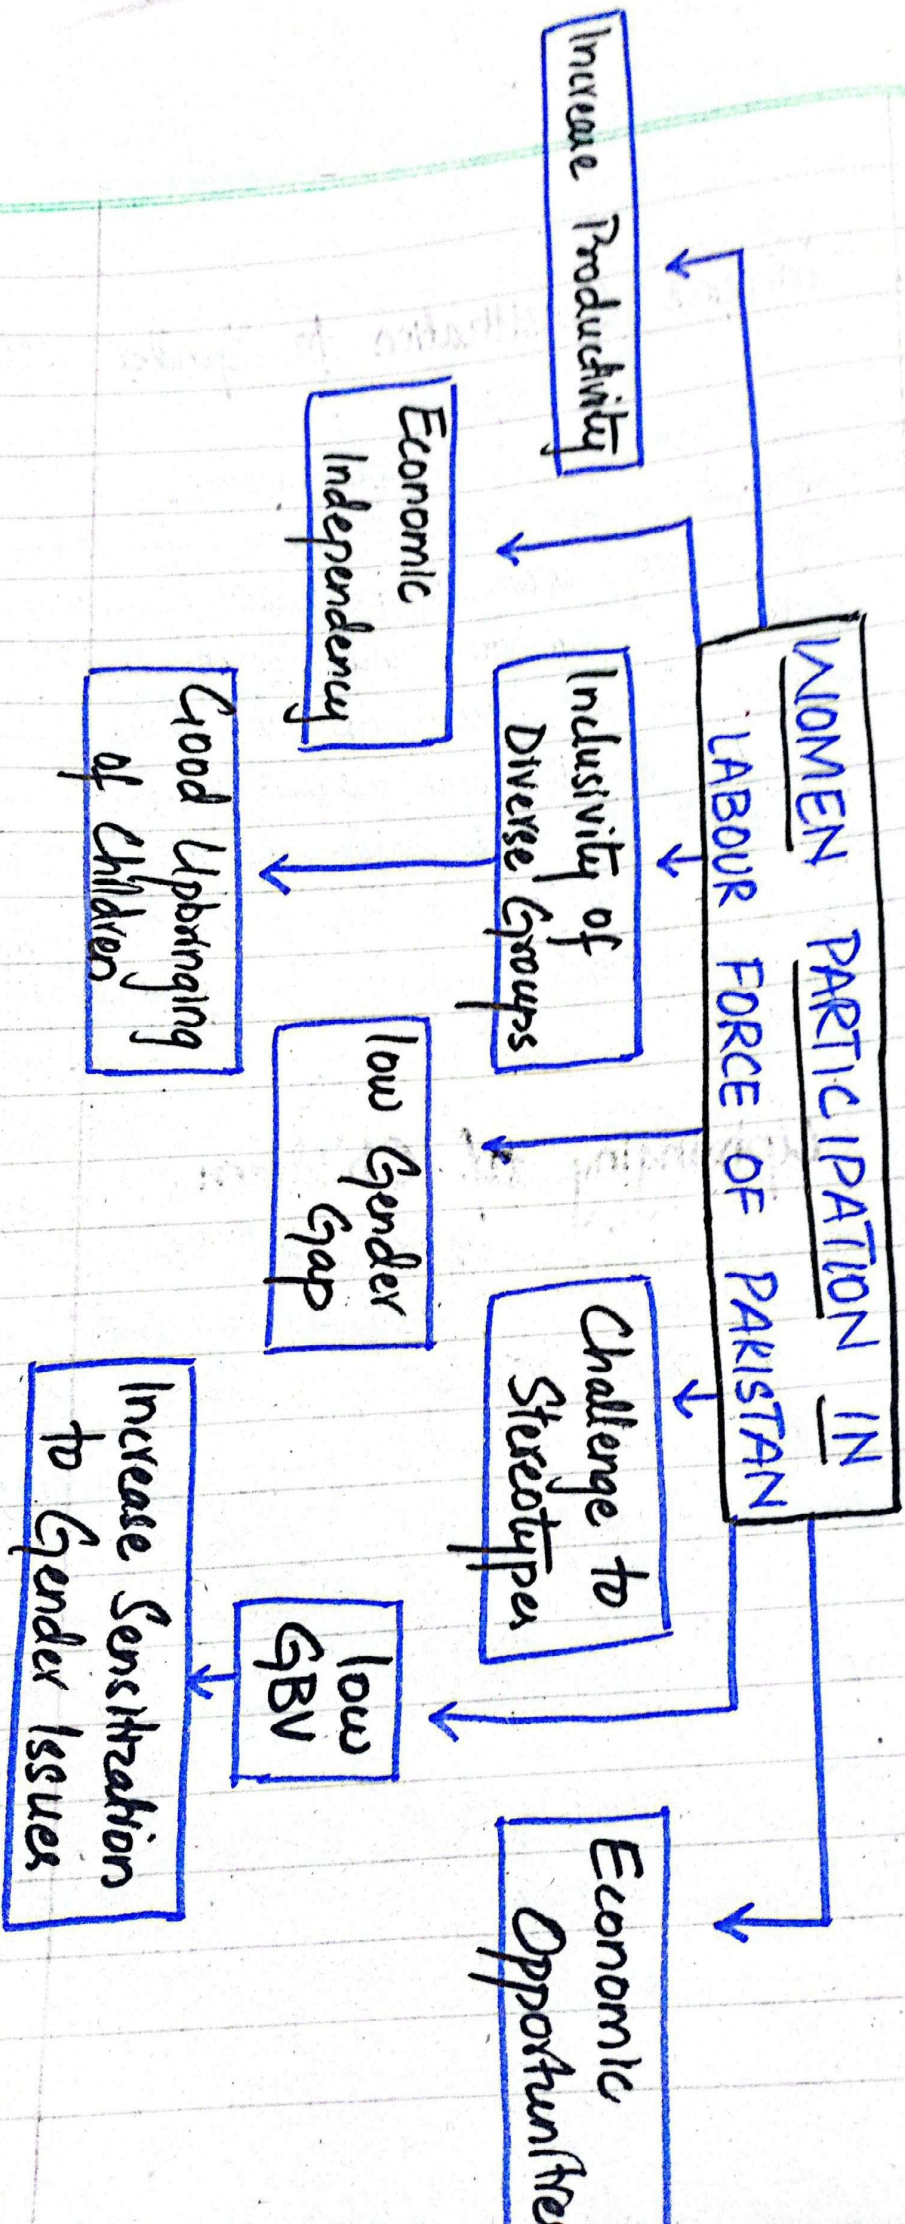 WOMEN PARTICIPATION IN
LABOUR FORCE OF PAKISTAN
Increase Productivity
Economic
Independency
Inclusivity of
Diverse Groups
Good Upbringing
of Children
low Gender
Gap
Challenge to
Stereotypes
low
GBV
Increase Sensitization
to Gender Issues
Economic
Opportunities